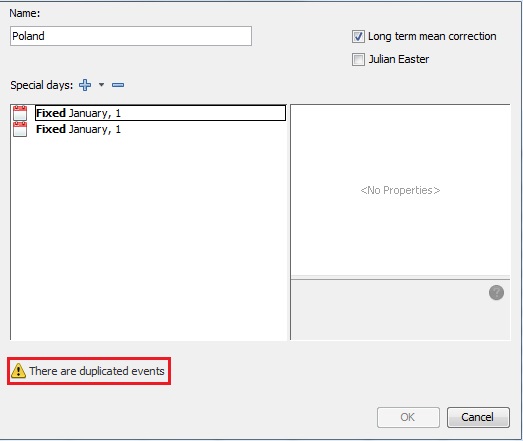 Name:
Poland
Long term mean correction
Julian Easter
Special days:
Fixed January, 1
Fixed January, 1
<No Properties>
?
There are duplicated events
OK
Cancel